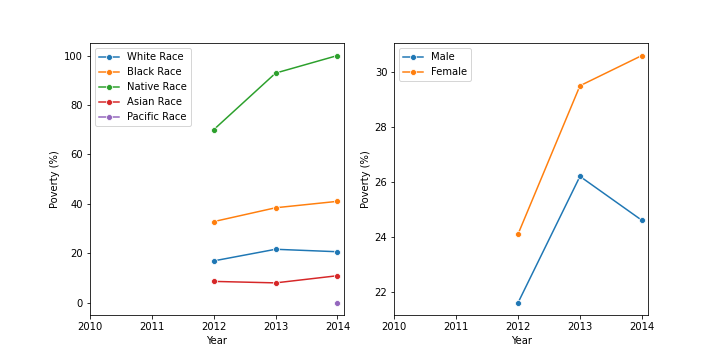 White Race
Black Race
Native Race
Asian Race
Pacific Race
100
80
60
40
20
0
Poverty (%)
2010 2011 2012 2013 2014
Year
Male
Female
30
28
26
24
22
Poverty (%)
2010 2011 2012 2013 2014
Year